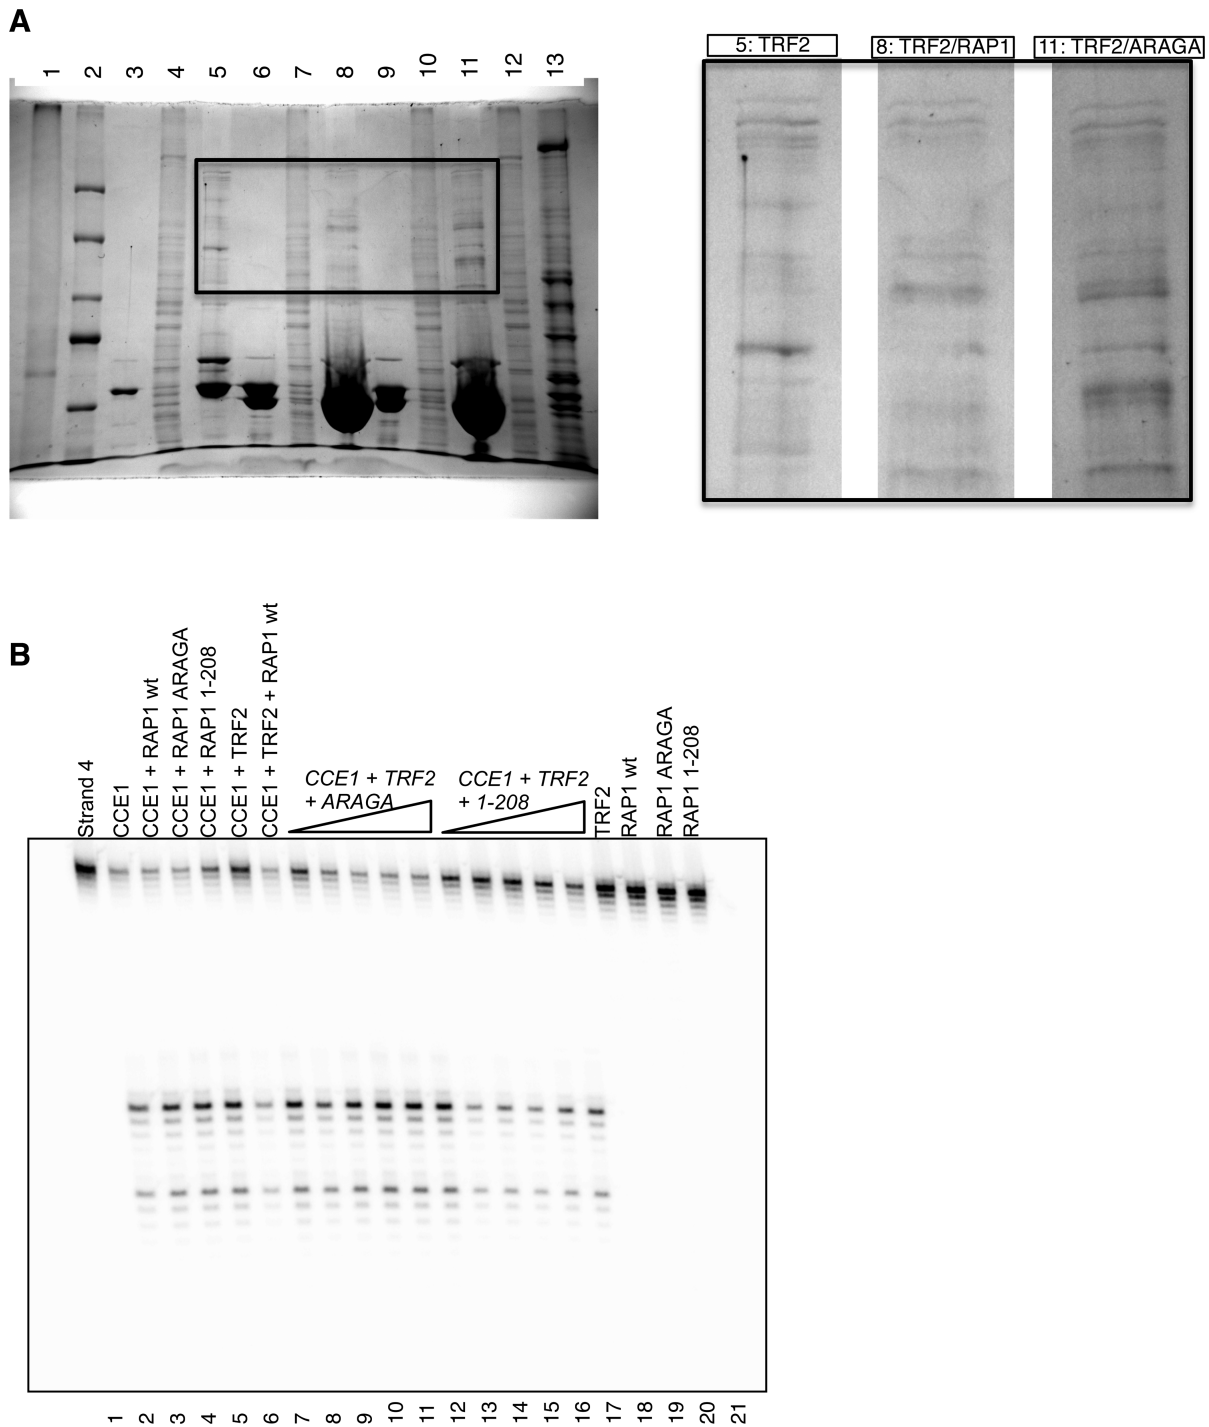 A
1 2 3 4 5 6 7 8 9 10 11 12 13
5: TRF2
8: TRF2/RAP1
11: TRF2/ARAGA
B
Strand 4
CCE1
CCE1 + RAP1 wt
CCE1 + RAP1 ARAGA
CCE1 + RAP1 1-208
CCE1 + TRF2
CCE1 + TRF2 + RAP1 wt
CCE1 + TRF2
+ ARAGA
CCE1 + TRF2
+ 1-208
TRF2
RAP1 wt
RAP1 ARAGA
RAP1 1-208
1 2 3 4 5 6 7 8 9 10 11 12 13 14 15 16 17 18 19 20 21